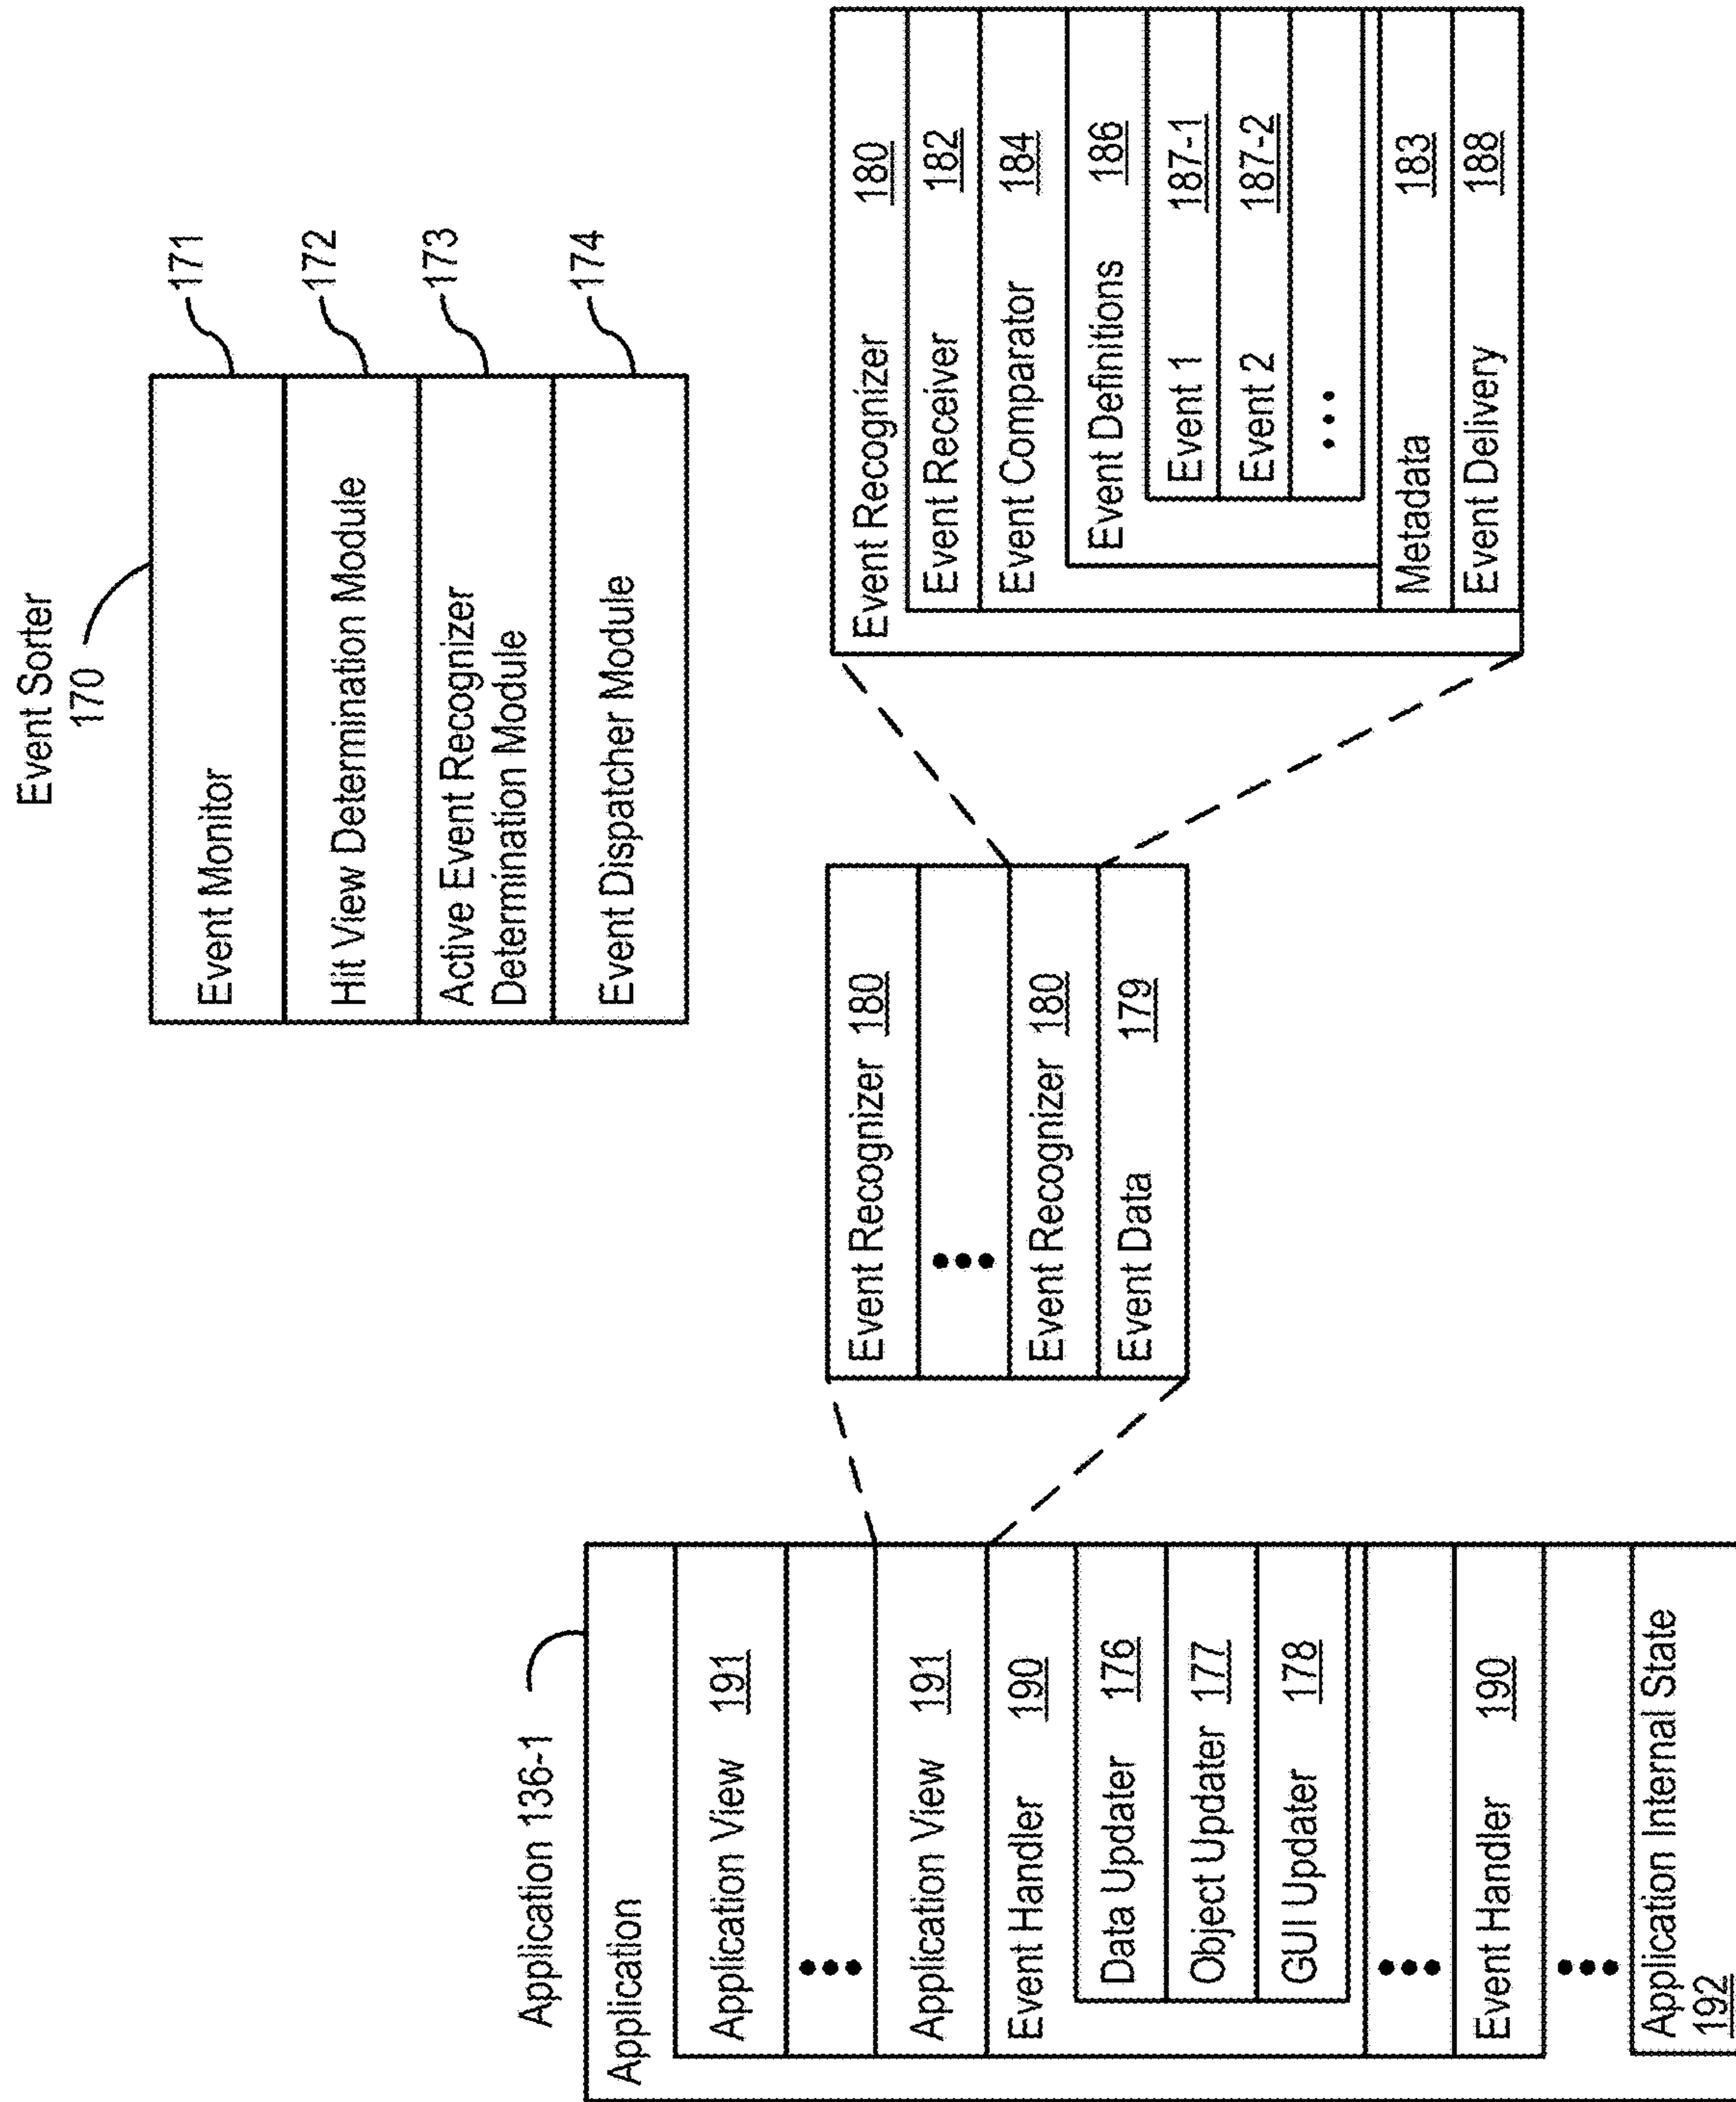 Event Sorter
170
Event Monitor
171
Hit View Determination Module
172
Active Event Recognizer
Determination Module
173
Event Dispatcher Module
174
Application 136-1
Application
Application View 191
•••
Application View 191
Event Handler 190
Data Updater 176
Object Updater 177
GUI Updater 178
•••
Event Handler 190
•••
Application Internal State
192
Event Recognizer 180
•••
Event Recognizer 180
Event Data 179
Event Recognizer 180
Event Receiver 182
Event Comparator 184
Event Definitions 186
Event 1 187-1
Event 2 187-2
•••
Metadata 183
Event Delivery 188